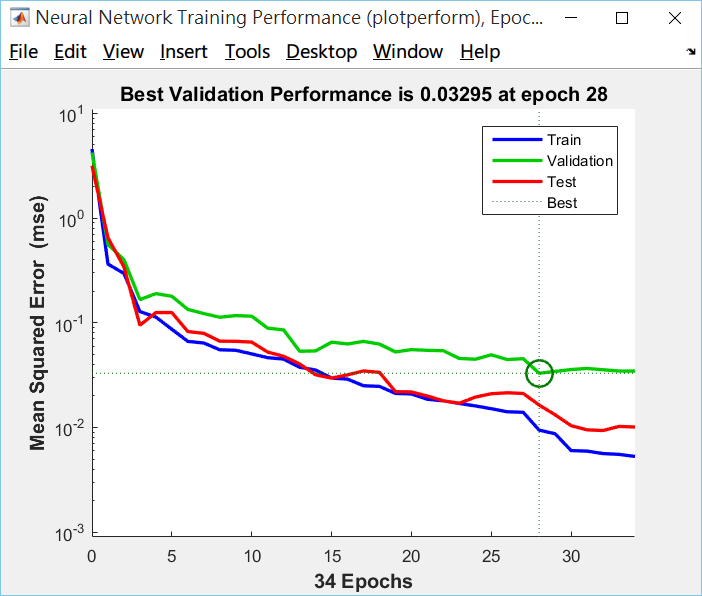 Neural Network Training Performance (plotperform), Epoc...
File Edit View Insert Tools Desktop Window Help
Best Validation Performance is 0.03295 at epoch 28
Mean Squared Error (mse)
10^1
10^0
10^-1
10^-2
10^-3
Train
Validation
Test
Best
0 5 10 15 20 25 30
34 Epochs